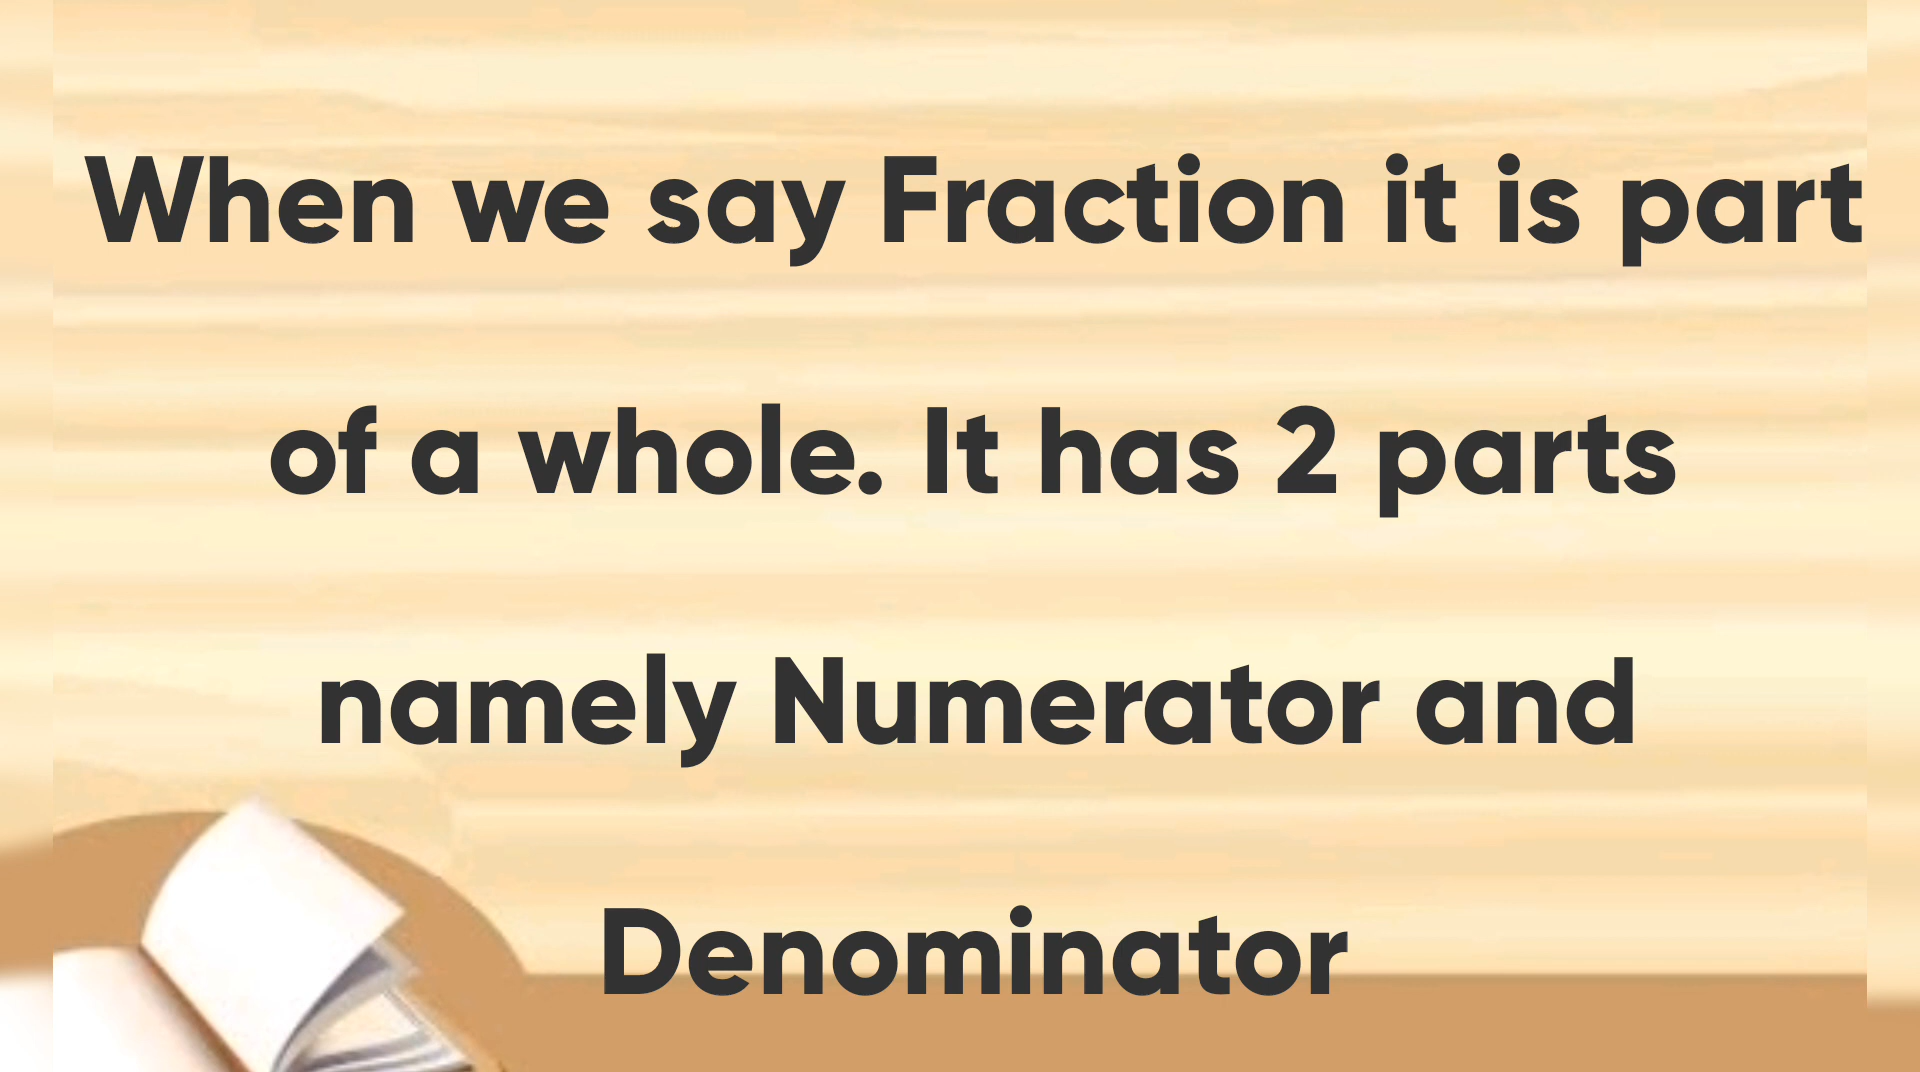 When we say Fraction it is part
of a whole. It has 2 parts
namely Numerator and
Denominator